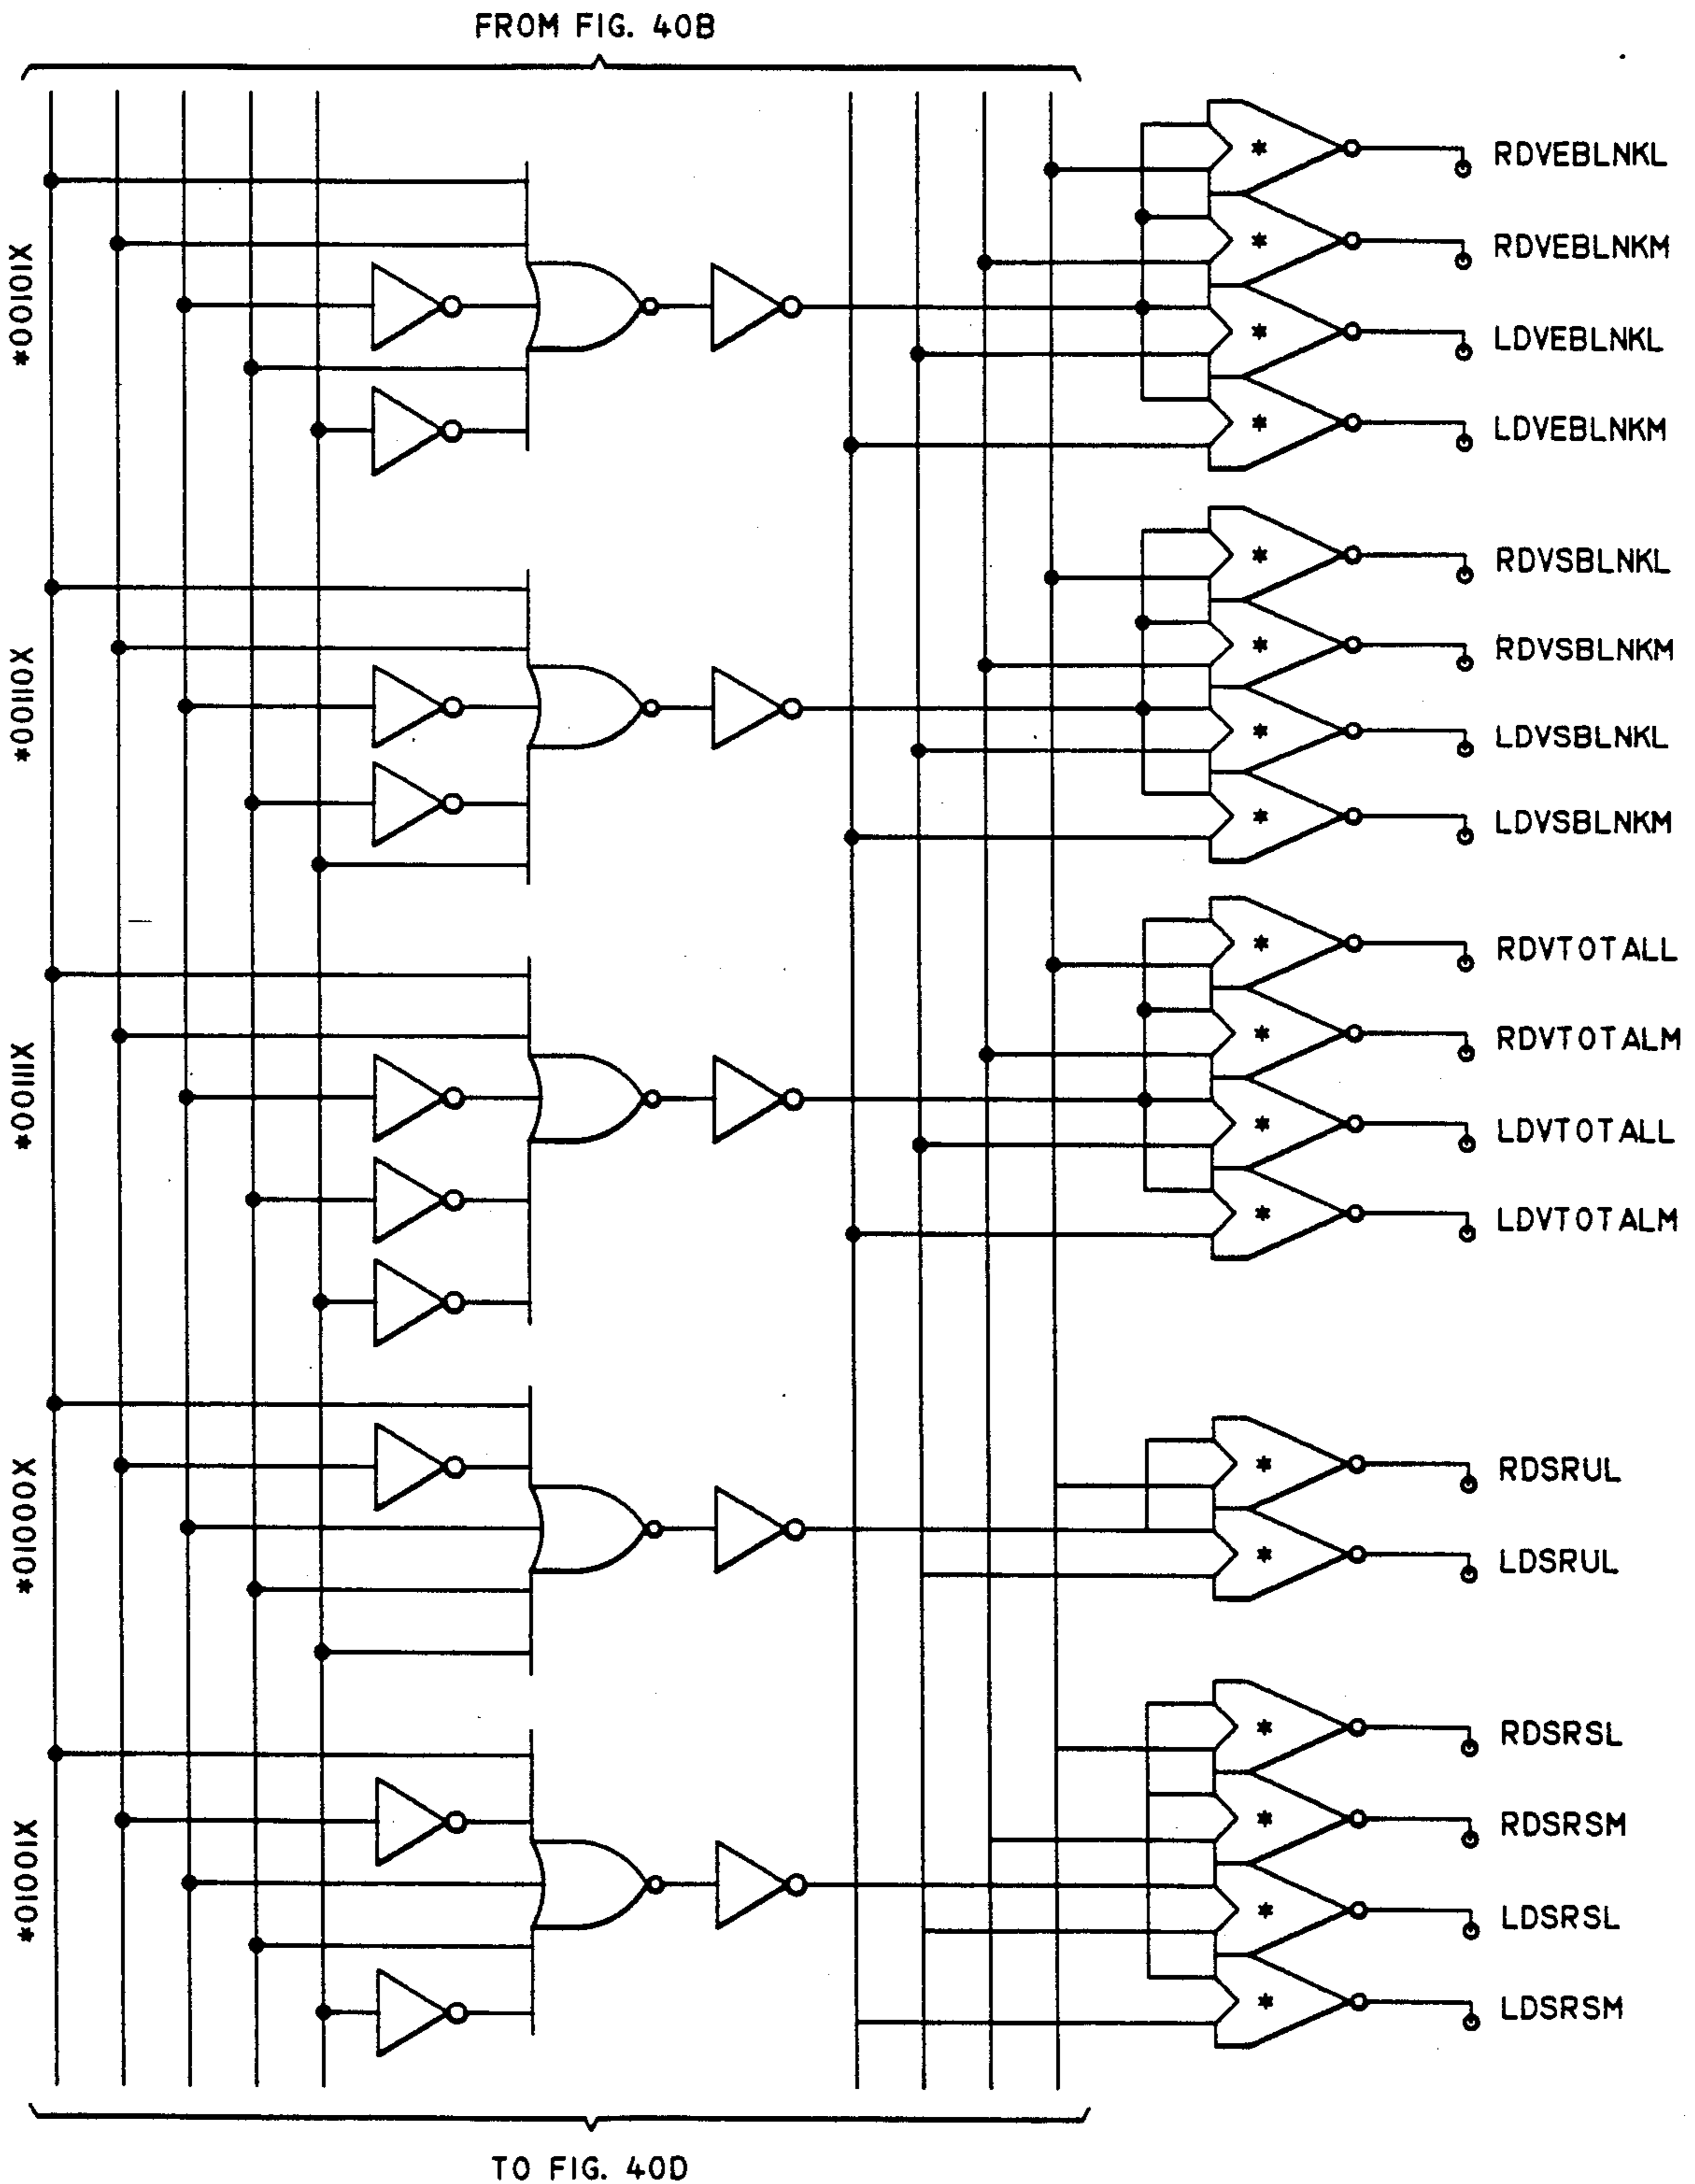 FROM FIG. 40B
*00101X
* RDVEBLNKL
* RDVEBLNKM
* LDVEBLNKL
* LDVEBLNKM
*00110X
* RDVSBLNKL
* RDVSBLNKM
* LDVSBLNKL
* LDVSBLNKM
*00111X
* RDVTOTALL
* RDVTOTALM
* LDVTOTALL
* LDVTOTALM
*01000X
* RDSRUL
* LDSRUL
*01001X
* RDSRSL
* RDSRSM
* LDSRSL
* LDSRSM
TO FIG. 40D